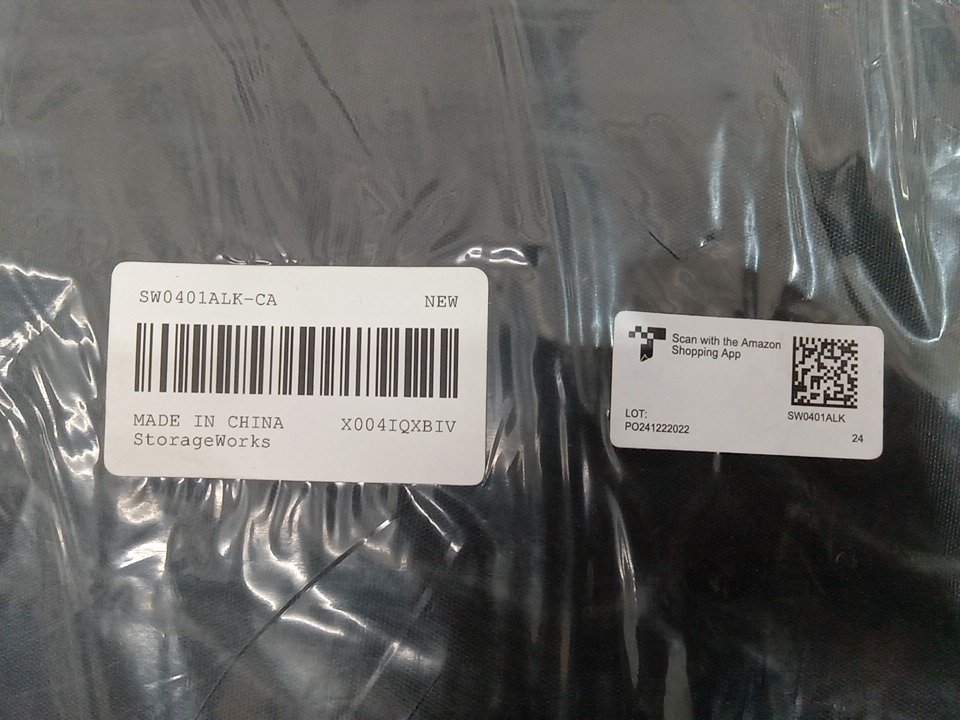 SW0401ALK-CA NEW
MADE IN CHINA X004IQXBIV
StorageWorks
Scan with the Amazon
Shopping App
LOT: SW0401ALK
PO241222022
24